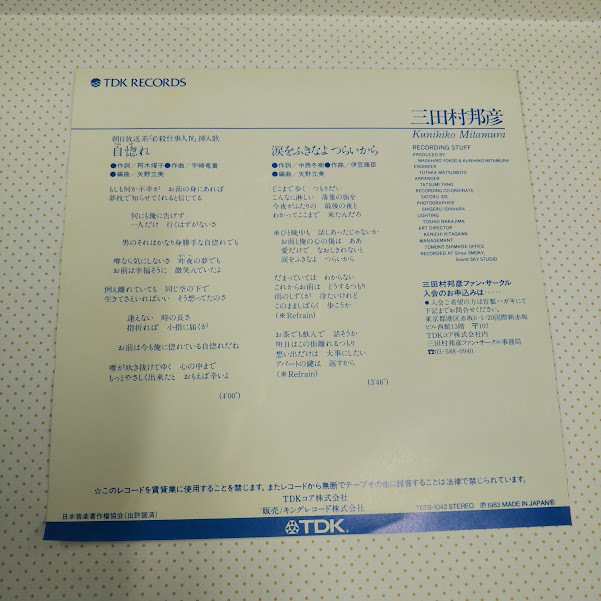 TDK RECORDS
三田村邦彦
Kunihiko Mitamura
朝日放送系「必殺仕事人Ⅳ」挿入歌
自惚れ
●作詞/阿木燿子●作曲/宇崎竜童
●編曲/矢野立美
もしも何か不幸が お前の身にあれば
夢枕で知らせてくれると信じてる
何にも俺に告げず
一人だけ 行くはずがないさ
男のそれはかなり身勝手な自惚れでも
噂なら気にしないさ 昨夜の夢でも
お前は幸福そうに 微笑んでいたよ
例え離れていても 同じ空の下で
生きてさえいればいい そう想ってたのさ
逢えない 時の長さ
指折れば 小指に届くが
お前は今も俺に惚れている自惚れだね
噂が吹き抜けてゆく 心の中まで
もっとやさしく出来たと おもえば辛いよ
(4'00")
涙をふきなよ つらいから
●作詞/中西冬樹●作曲/伊豆雅臣
●編曲/矢野立美
どこまで歩く つもりだい
こんなに淋しい 落葉の街を
今夜がふたりの 最後の夜と
わかってここまで 来たんだろ
※ひと晩中も 話しあったじゃないか
お前と俺の心の傷は ああ
愛だけで なおしきれないと
涙をふきなよ つらいから
だまっていては わからない
これからお前は どうするつもり
雨のしずくが 冷たいけれど
このまましばらく 歩こうか
(※Refrain)
お茶でも飲んで 話そうか
明日はこの街離れるつもり
想い出だけは 大事にしたい
アパートの鍵は 返すから
(※Refrain)
(3'46")
RECORDING STUFF
PRODUCED BY
MASAHIRO YOKOO & KUNIHIKO MITAMURA
ENGINEER
YUTAKA MATSUMOTO
ARRANGER
TATSUMI YANO
RECORDING CO-ORDINATE
SATORU IDE
PHOTOGRAPHER
SHIGERU ISHIHARA
LIGHTING
TOSHIO NAKAJIMA
ART DIRECTOR
KENICHI KITAGAWA
MANAGEMENT
TOMOKO SHIMADA OFFICE
RECORDED AT Ginza SMOKY,
Sound SKY STUDIO
三田村邦彦ファン・サークル
入会のお申込みは……
●入会ご希望の方は官製ハガキにて
下記までお問合せください。
東京都港区赤坂6-1-20国際新赤坂
ビル西館13階 〒107
TDKコア株式会社内
三田村邦彦ファン・サークル事務局
☎03-588-0940
☆このレコードを賃貸業に使用することを禁じます。またレコードから無断でテープその他に録音することは法律で禁じられています。
TDKコア株式会社
販売/キングレコード株式会社
日本音楽著作権協会(出許諾済)
TDK
T07S-1042 STEREO Ⓟ1983 MADE IN JAPAN